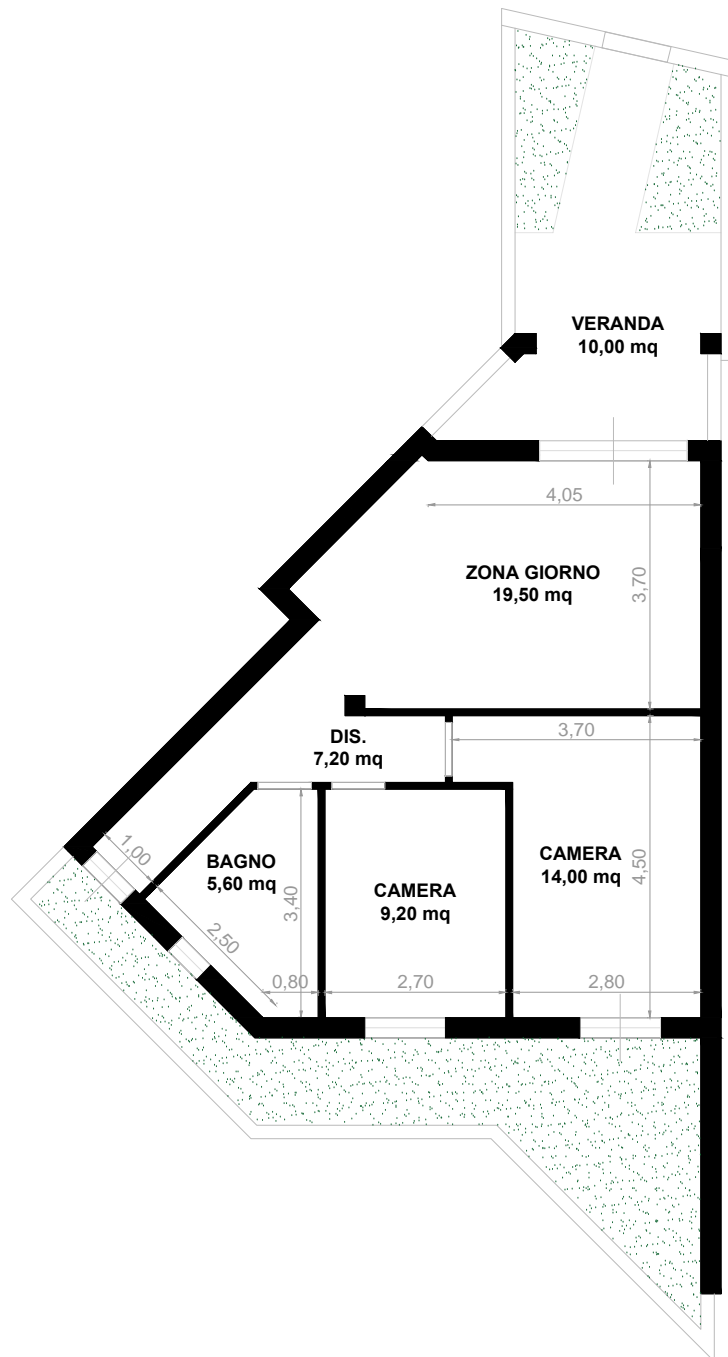 VERANDA
10,00 mq
4,05
ZONA GIORNO
19,50 mq
3,70
DIS.
7,20 mq
3,70
1,00
BAGNO
5,60 mq
3,40
CAMERA
9,20 mq
CAMERA
14,00 mq
4,50
2,50
0,80
2,70
2,80